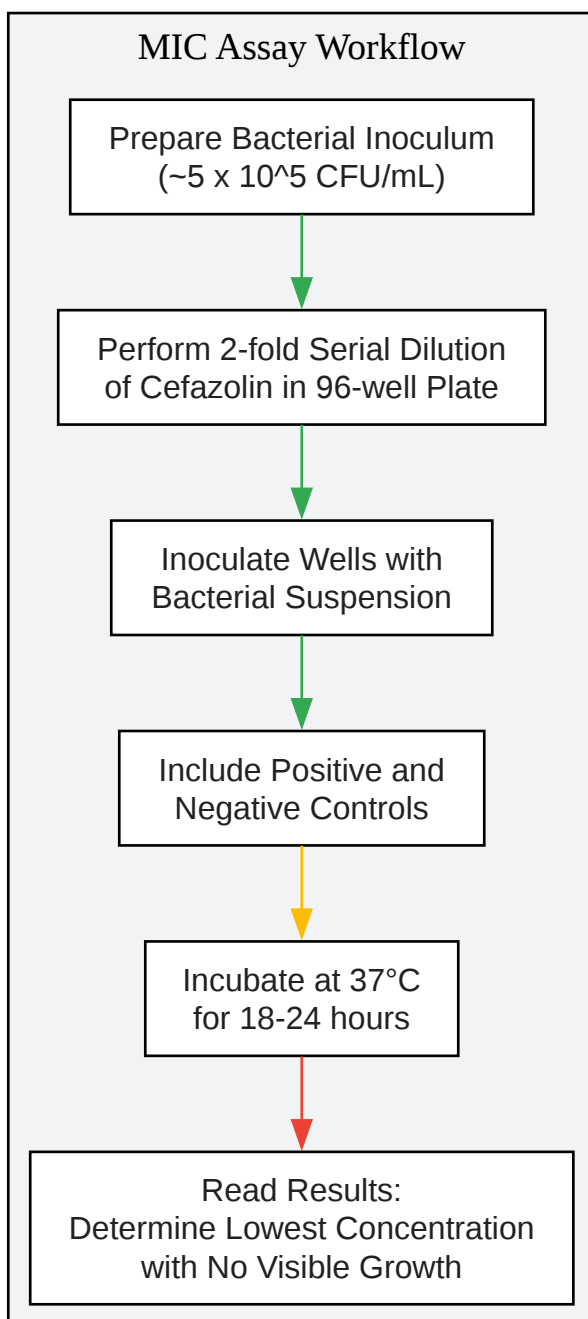 MIC Assay Workflow
Prepare Bacterial Inoculum
(~5 x 10^5 CFU/mL)
Perform 2-fold Serial Dilution
of Cefazolin in 96-well Plate
Inoculate Wells with
Bacterial Suspension
Include Positive and
Negative Controls
Incubate at 37°C
for 18-24 hours
Read Results:
Determine Lowest Concentration
with No Visible Growth